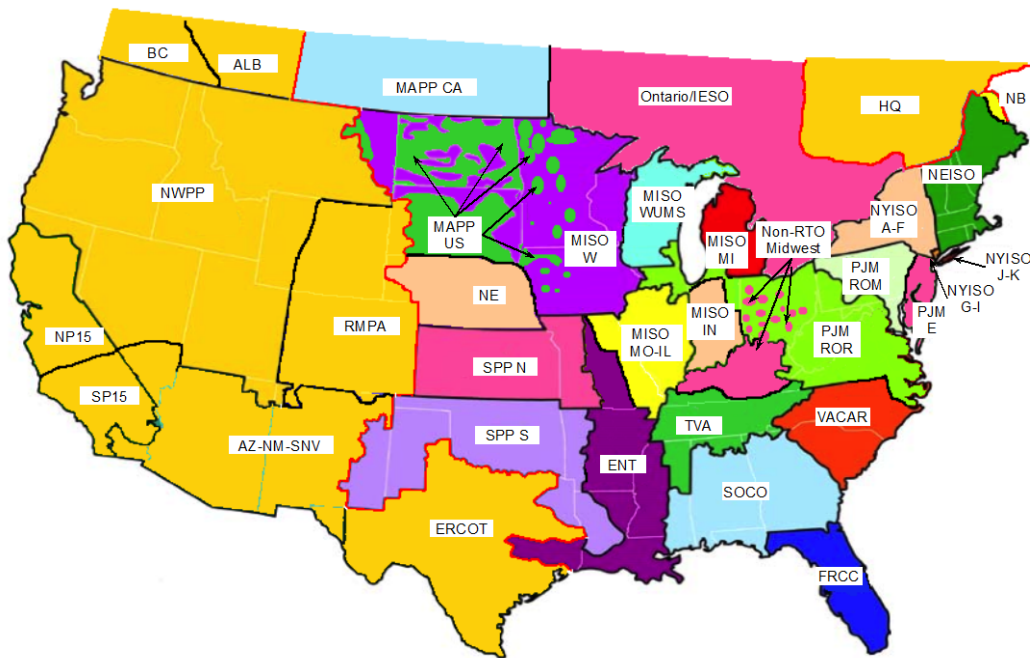 BC
ALB
MAPP CA
Ontario/IESO
HQ
NB
NWPP
MAPP
US
MISO
W
MISO
WUMS
MISO
MI
Non-RTO
Midwest
NYISO
A-F
NEISO
NYISO
J-K
NYISO
G-I
PJM
ROM
PJM
E
NE
RMPA
NP15
SP15
MISO
MO-IL
MISO
IN
PJM
ROR
SPP N
AZ-NM-SNV
SPP S
TVA
VACAR
ENT
SOCO
ERCOT
FRCC